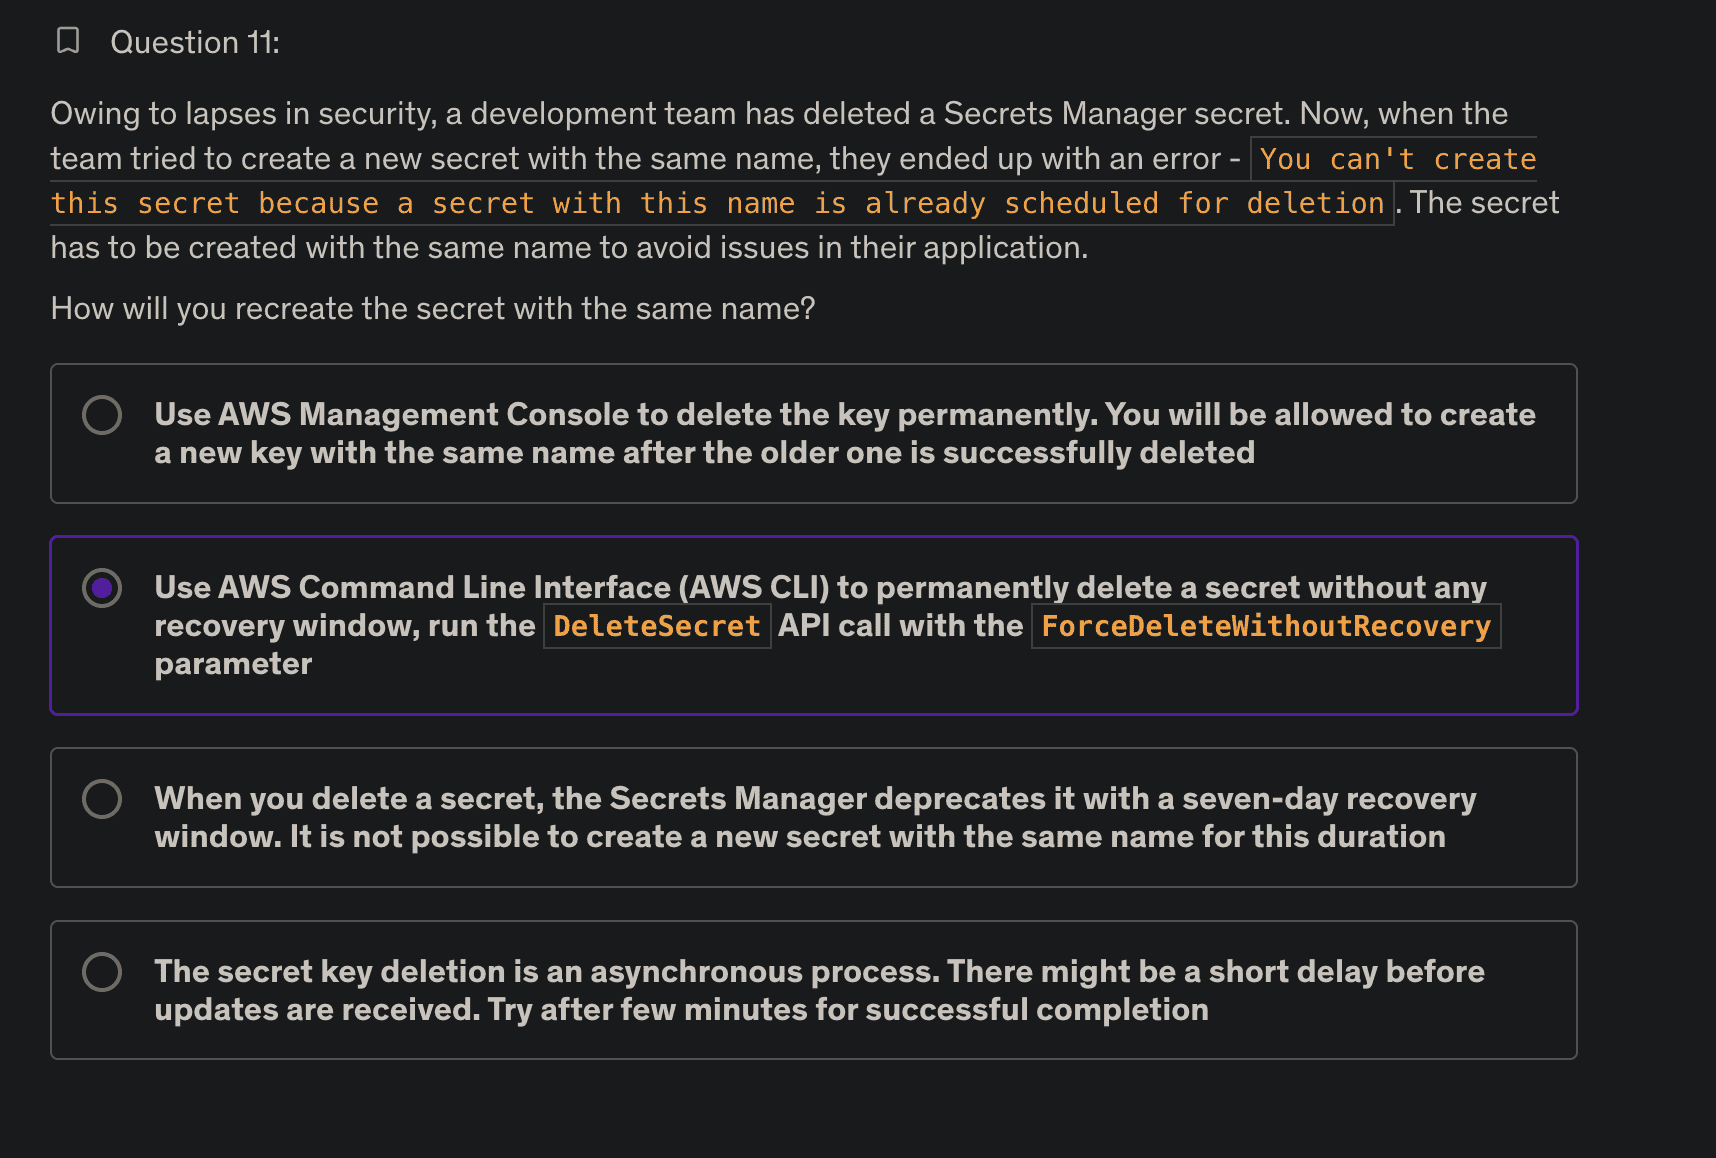 Question 11:
Owing to lapses in security, a development team has deleted a Secrets Manager secret. Now, when the
team tried to create a new secret with the same name, they ended up with an error - You can't create
this secret because a secret with this name is already scheduled for deletion. The secret
has to be created with the same name to avoid issues in their application.
How will you recreate the secret with the same name?
Use AWS Management Console to delete the key permanently. You will be allowed to create
a new key with the same name after the older one is successfully deleted
Use AWS Command Line Interface (AWS CLI) to permanently delete a secret without any
recovery window, run the DeleteSecret API call with the ForceDeleteWithoutRecovery
parameter
When you delete a secret, the Secrets Manager deprecates it with a seven-day recovery
window. It is not possible to create a new secret with the same name for this duration
The secret key deletion is an asynchronous process. There might be a short delay before
updates are received. Try after few minutes for successful completion